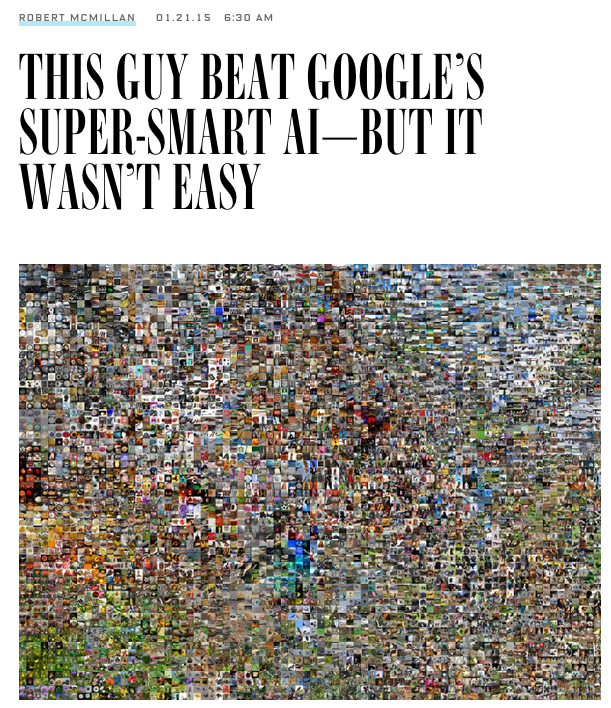 ROBERT MCMILLAN 01.21.15 6:30 AM
THIS GUY BEAT GOOGLE’S
SUPER-SMART AI—BUT IT
WASN’T EASY